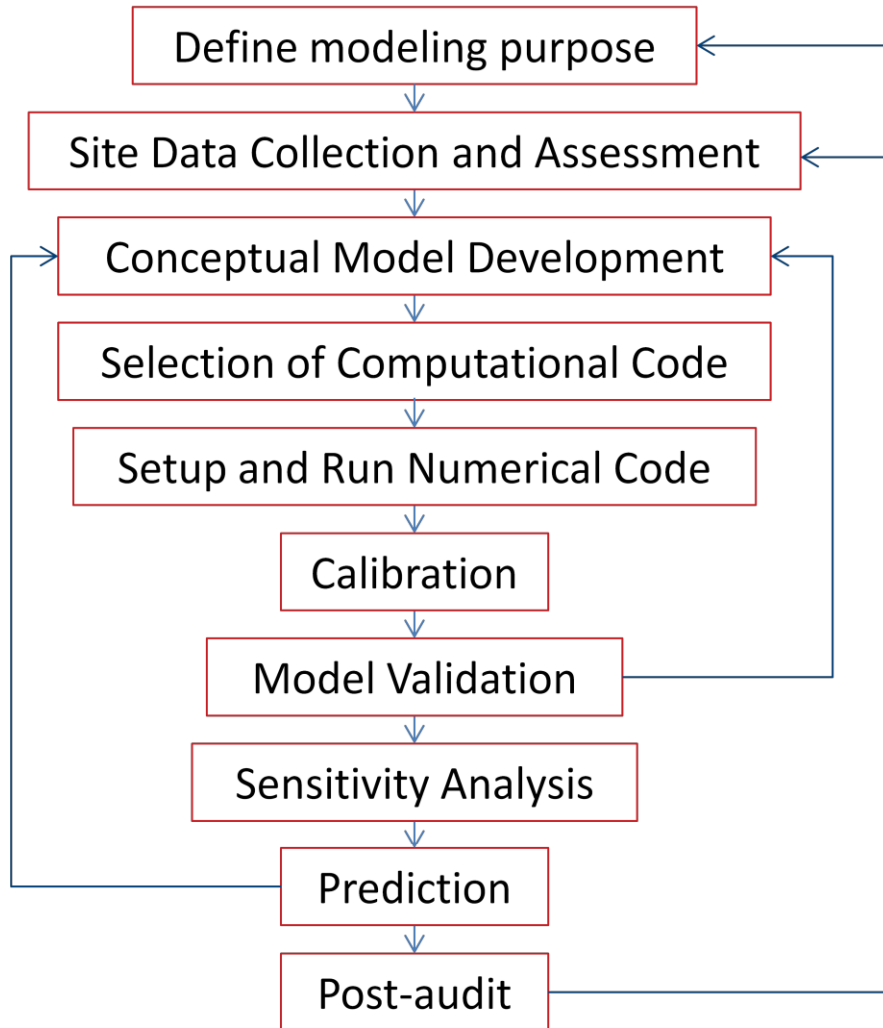 Define modeling purpose
Site Data Collection and Assessment
Conceptual Model Development
Selection of Computational Code
Setup and Run Numerical Code
Calibration
Model Validation
Sensitivity Analysis
Prediction
Post-audit